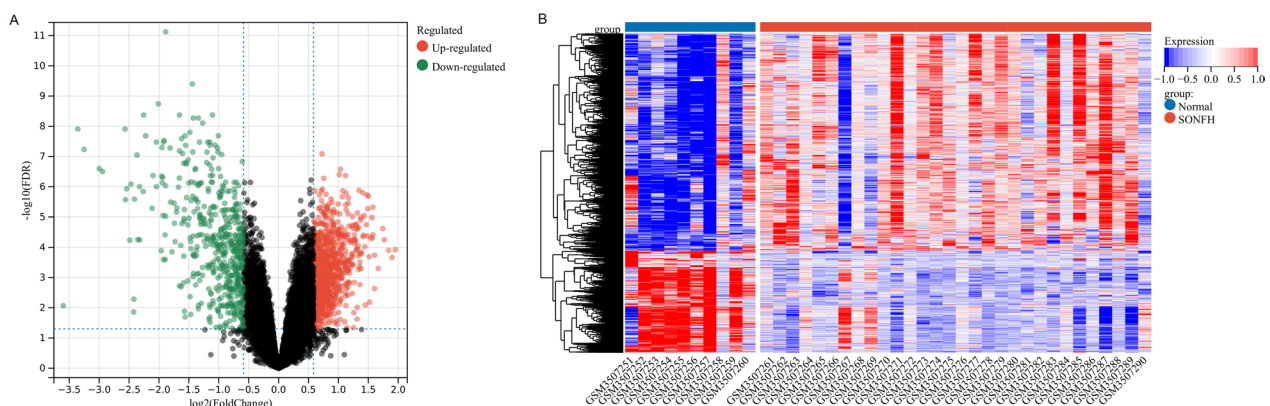 A
Regulated
Up-regulated
Down-regulated
11
10
9
8
7
6
5
4
3
2
1
0
-log10(FDR)
−3.5 −3.0 −2.5 −2.0 −1.5 −1.0 −0.5 0.0 0.5 1.0 1.5 2.0
log2(FoldChange)
B
group
Expression
−1.0 −0.5 0.0 0.5 1.0
group:
Normal
SONFH
GSM3507251
GSM3507252
GSM3507253
GSM3507254
GSM3507255
GSM3507256
GSM3507257
GSM3507258
GSM3507259
GSM3507260
GSM3507261
GSM3507262
GSM3507263
GSM3507264
GSM3507265
GSM3507266
GSM3507267
GSM3507268
GSM3507269
GSM3507270
GSM3507271
GSM3507272
GSM3507273
GSM3507274
GSM3507275
GSM3507276
GSM3507277
GSM3507278
GSM3507279
GSM3507280
GSM3507281
GSM3507282
GSM3507283
GSM3507284
GSM3507285
GSM3507286
GSM3507287
GSM3507288
GSM3507289
GSM3507290